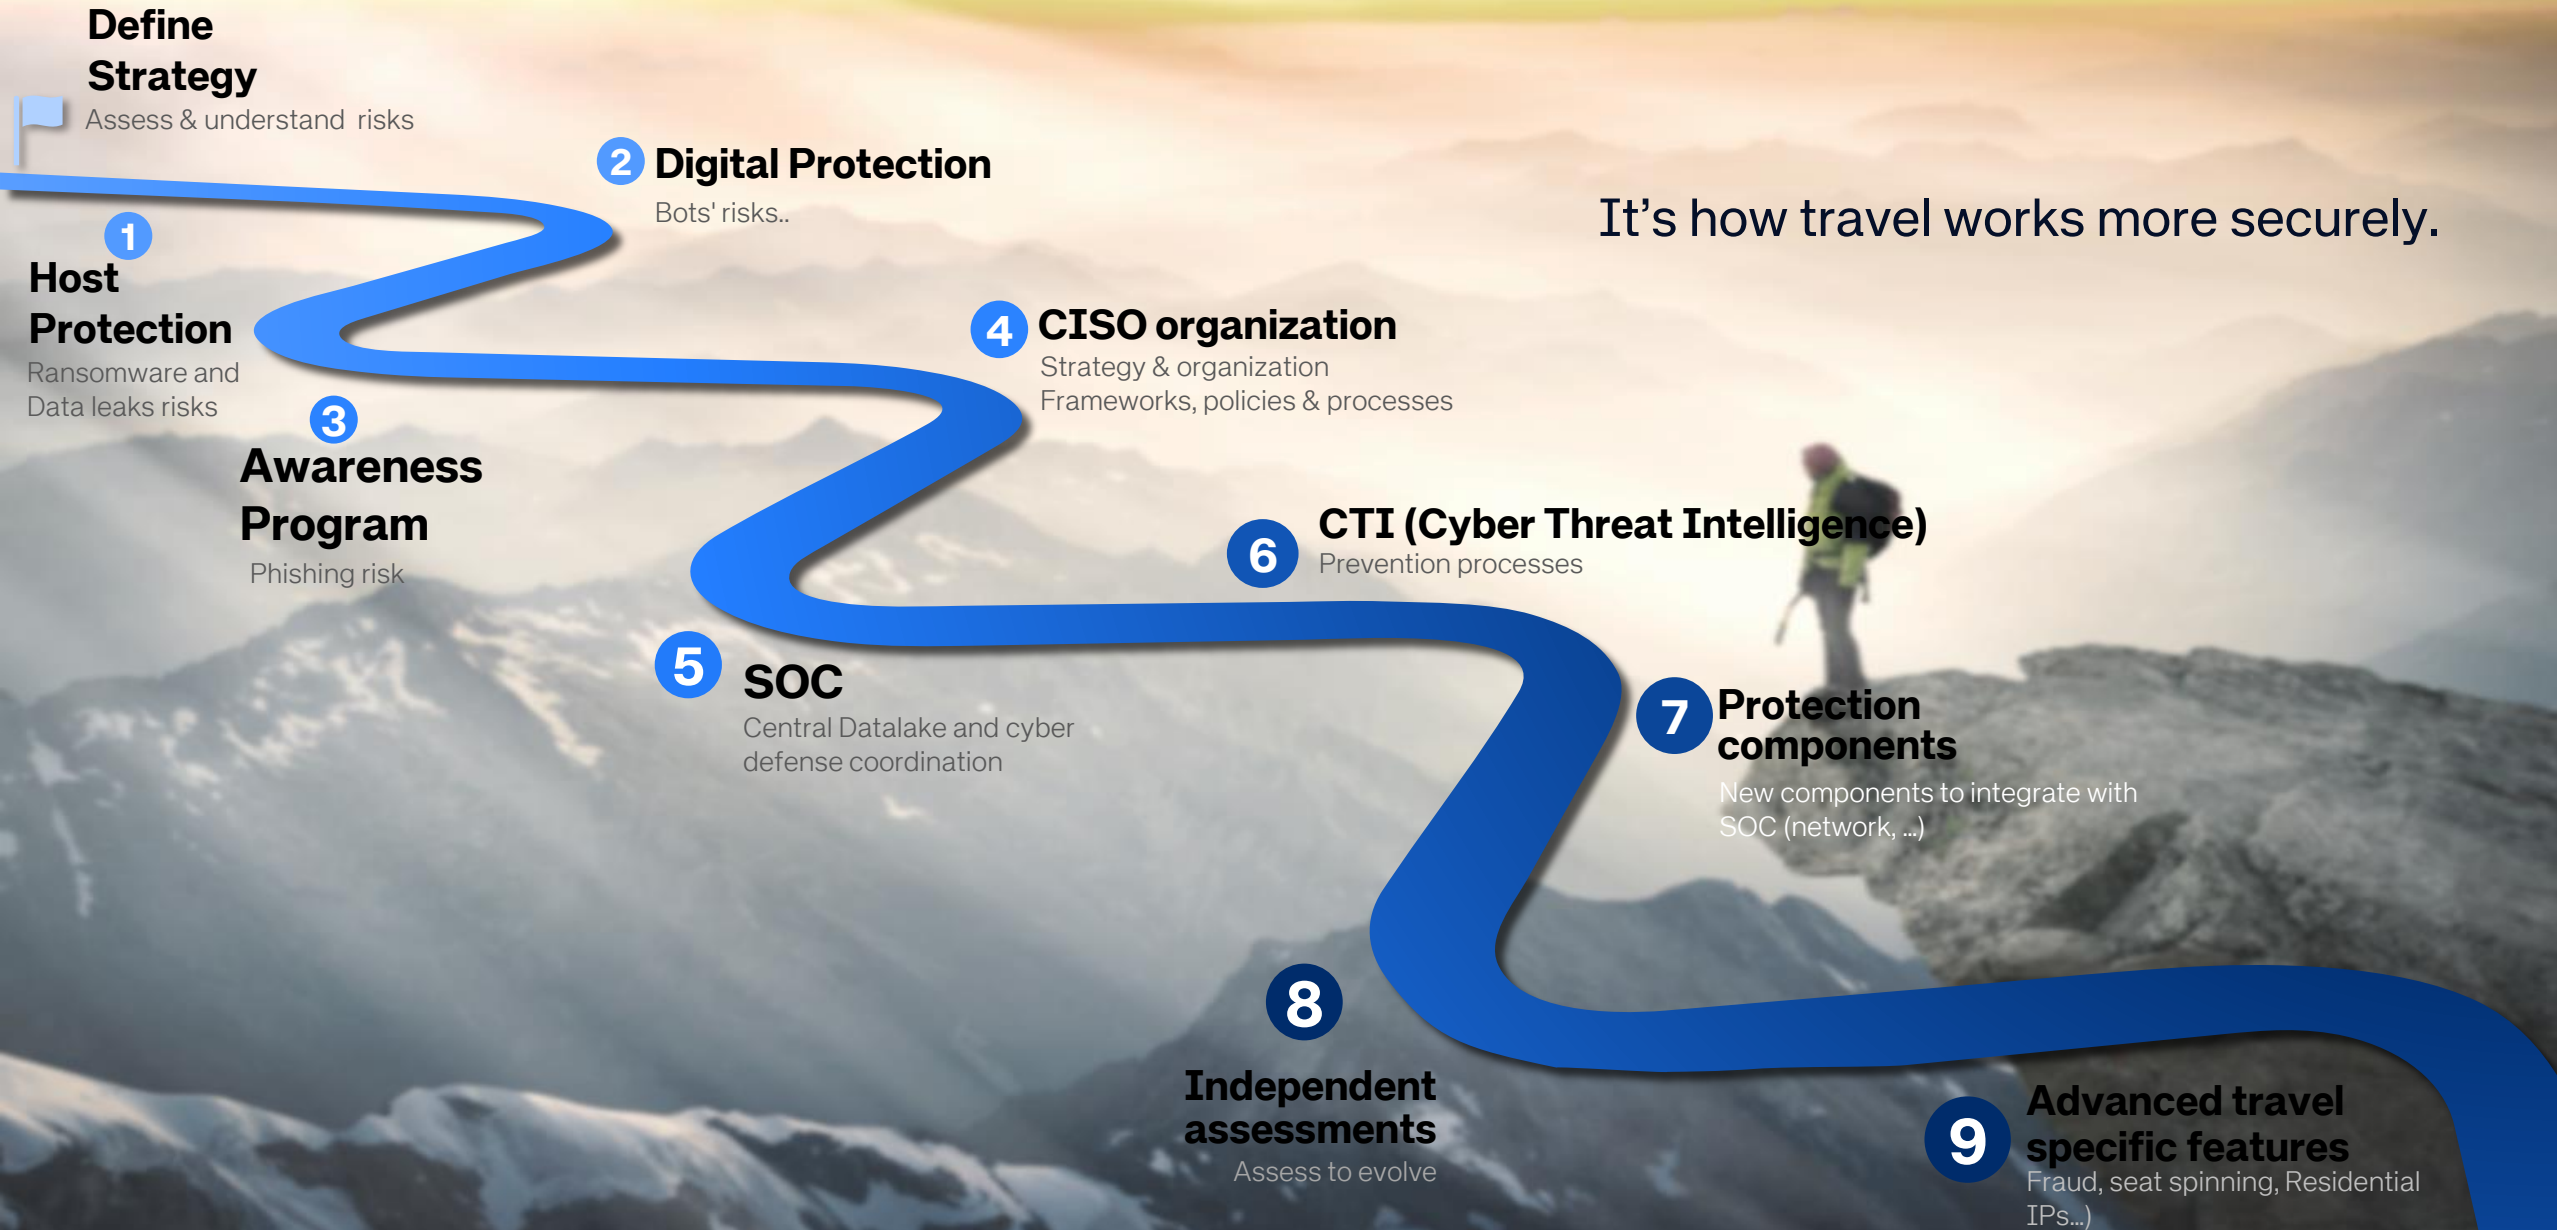 Define
Strategy
Assess & understand risks
1
Host
Protection
Ransomware and
Data leaks risks
2 Digital Protection
Bots' risks..
It's how travel works more securely.
3
Awareness
Program
Phishing risk
4 CISO organization
Strategy & organization
Frameworks, policies & processes
5 SOC
Central Datalake and cyber
defense coordination
6 CTI (Cyber Threat Intelligence)
Prevention processes
7 Protection
components
New components to integrate with
SOC (network, ...)
8
Independent
assessments
Assess to evolve
9 Advanced travel
specific features
Fraud, seat spinning, Residential
IPs...)